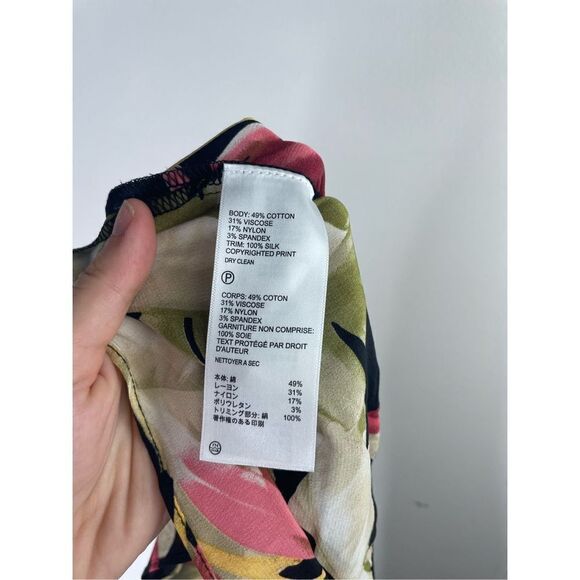 BODY: 49% COTTON
31% VISCOSE
17% NYLON
3% SPANDEX
TRIM: 100% SILK
COPYRIGHTED PRINT
DRY CLEAN
P
CORPS: 49% COTON
31% VISCOSE
17% NYLON
3% SPANDEX
GARNITURE NON COMPRISE:
100% SOIE
TEXT PROTÉGÉ PAR DROIT
D'AUTEUR
NETTOYER A SEC
本体: 綿 49%
レーヨン 31%
ナイロン 17%
ポリウレタン 3%
トリミング部分: 絹 100%
著作権のある印刷